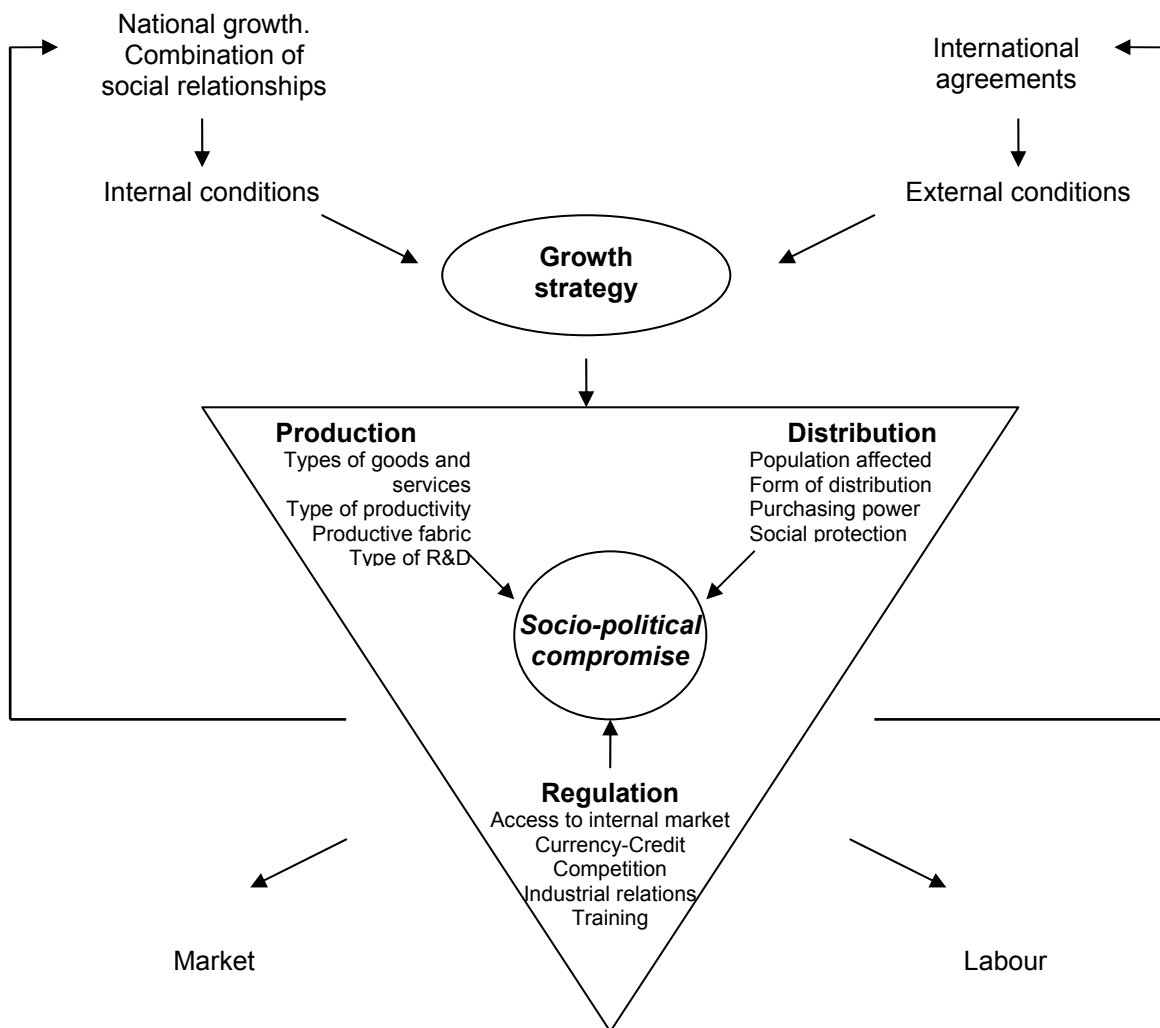 National growth.
Combination of
social relationships
International
agreements
Internal conditions
External conditions
Growth
strategy
Production
Types of goods and
services
Type of productivity
Productive fabric
Type of R&D
Distribution
Population affected
Form of distribution
Purchasing power
Social protection
Socio-political
compromise
Regulation
Access to internal market
Currency-Credit
Competition
Industrial relations
Training
Market
Labour